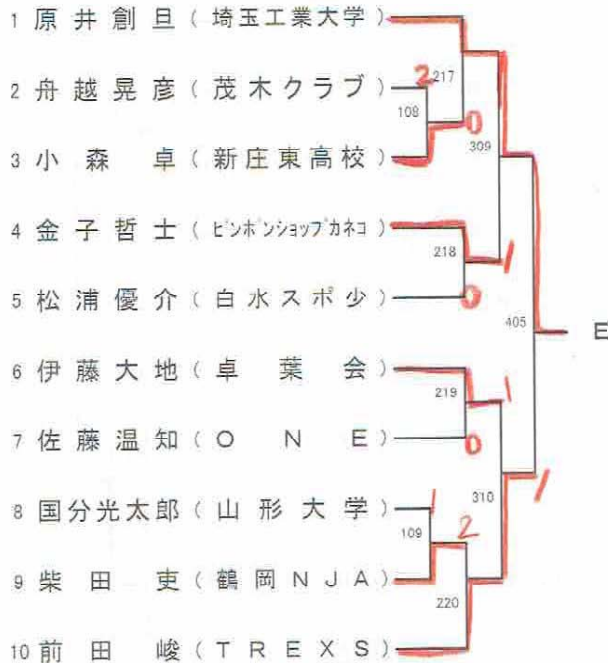 1 原井創旦(埼玉工業大学)
2 217
2 舟越晃彦(茂木クラブ)
108 0
3 小森 卓(新庄東高校)
309
4 金子哲士(ピンポンショップカネコ)
218 1
5 松浦優介(白水スポ少)
0
405 E
6 伊藤大地(卓葉会)
219 1
7 佐藤温知(ONE)
0
310 1
8 国分光太郎(山形大学)
1
109 2
9 柴田 吏(鶴岡NJA)
220
10 前田 峻(TREXS)